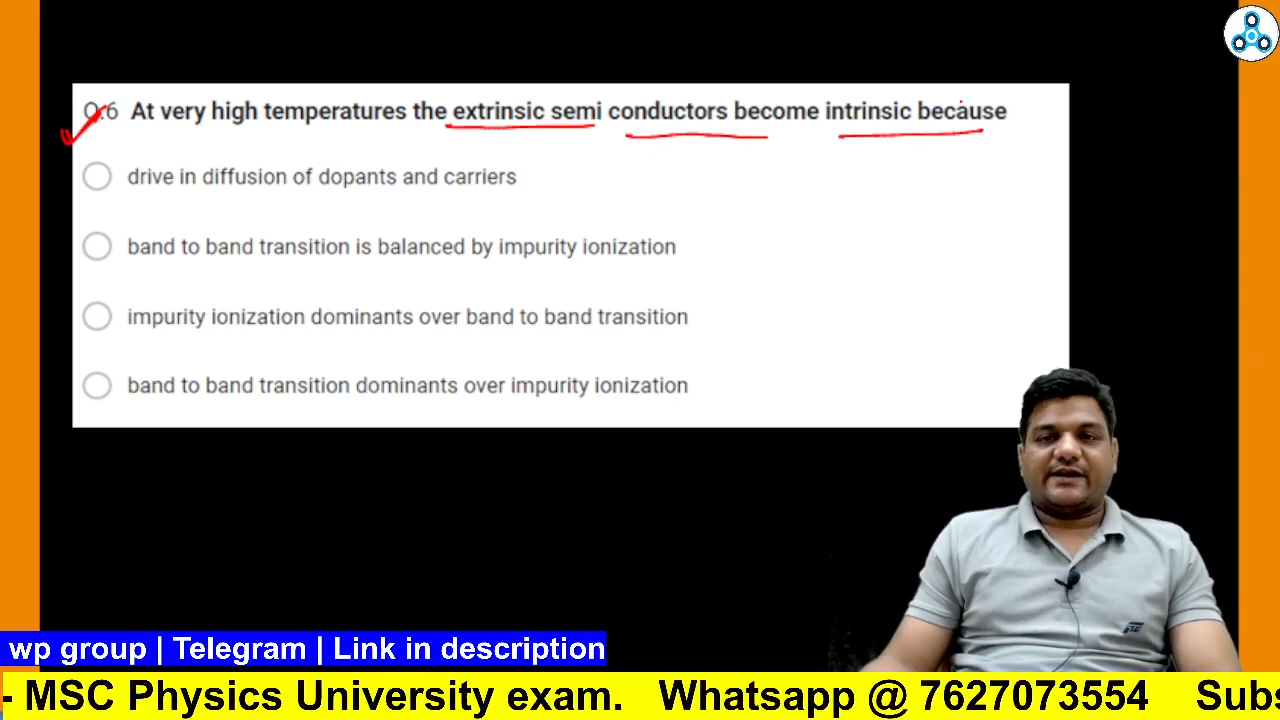 Q.6 At very high temperatures the extrinsic semi conductors become intrinsic because
drive in diffusion of dopants and carriers
band to band transition is balanced by impurity ionization
impurity ionization dominants over band to band transition
band to band transition dominants over impurity ionization
wp group | Telegram | Link in description
- MSC Physics University exam. Whatsapp @ 7627073554